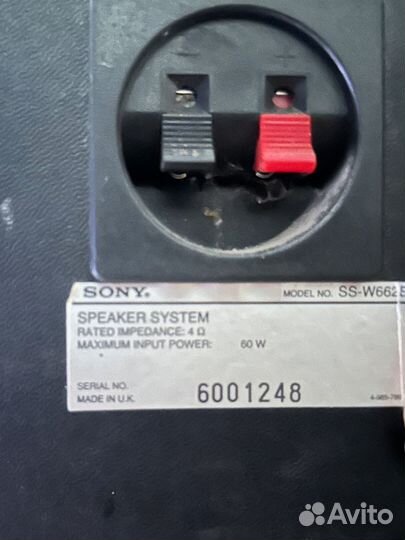 − +
SONY. MODEL NO. SS-W662E
SPEAKER SYSTEM
RATED IMPEDANCE: 4 Ω
MAXIMUM INPUT POWER: 60 W
SERIAL NO.
MADE IN U.K. 6001248
Avito